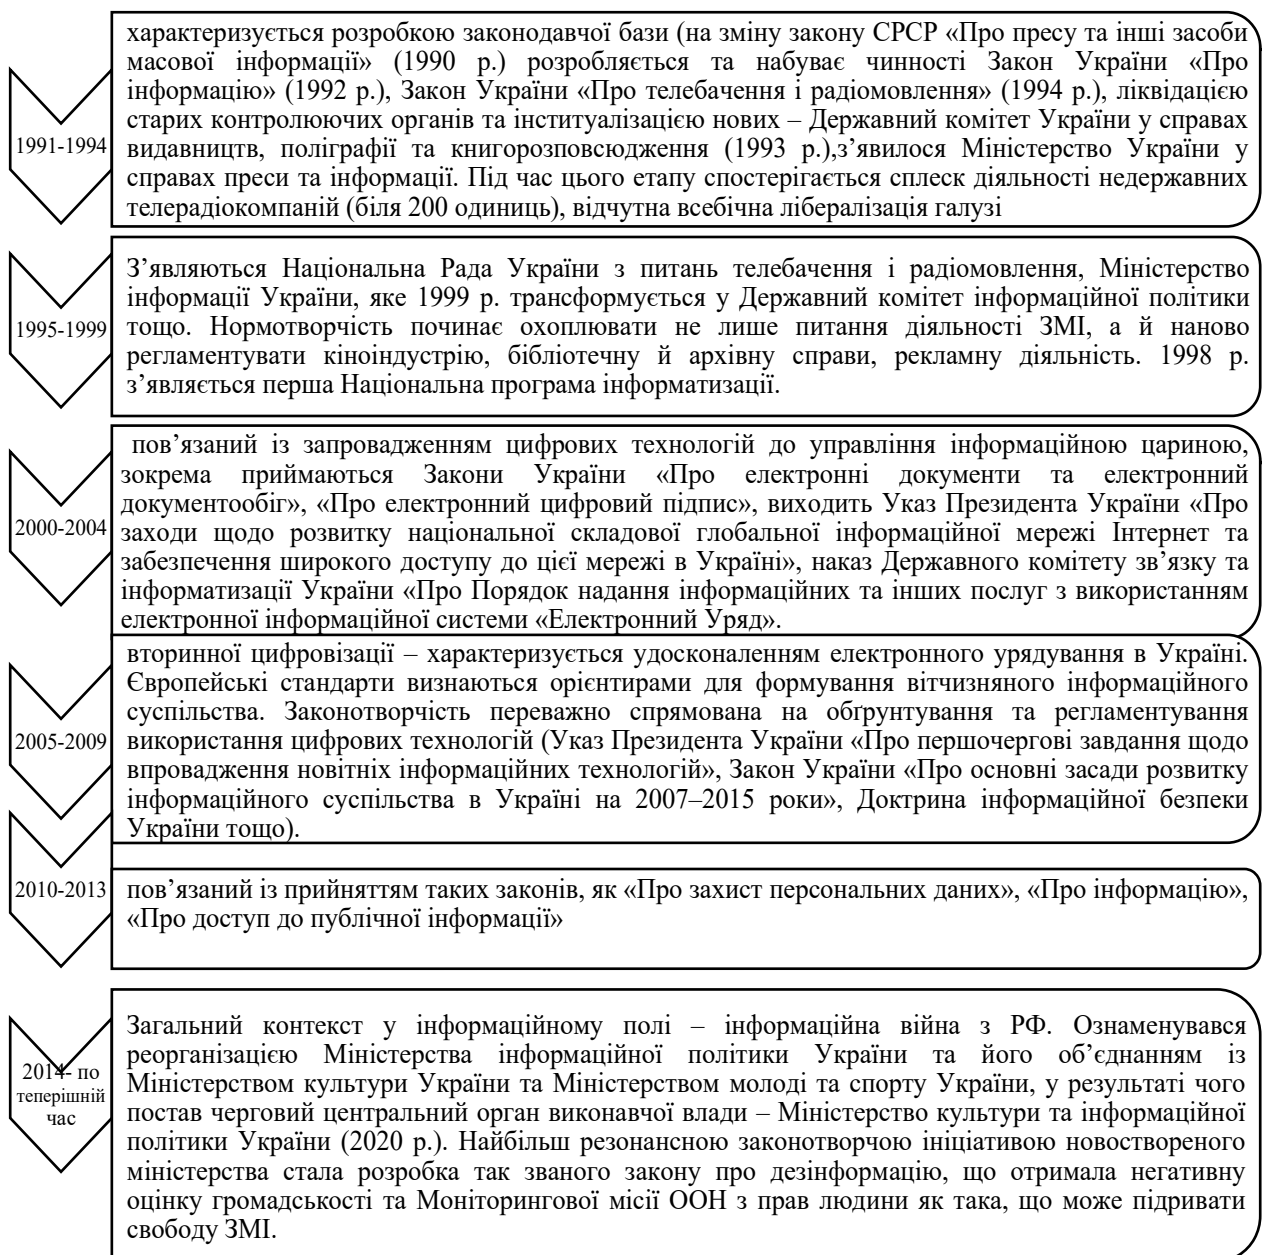 характеризується розробкою законодавчої бази (на зміну закону СРСР «Про пресу та інші засоби
масової інформації» (1990 р.) розробляється та набуває чинності Закон України «Про
інформацію» (1992 р.), Закон України «Про телебачення і радіомовлення» (1994 р.), ліквідацією
1991-1994
старих контролюючих органів та інституалізацією нових – Державний комітет України у справах
видавництв, поліграфії та книгорозповсюдження (1993 р.),з’явилося Міністерство України у
справах преси та інформації. Під час цього етапу спостерігається сплеск діяльності недержавних
телерадіокомпаній (біля 200 одиниць), відчутна всебічна лібералізація галузі
З’являються Національна Рада України з питань телебачення і радіомовлення, Міністерство
інформації України, яке 1999 р. трансформується у Державний комітет інформаційної політики
1995-1999
тощо. Нормотворчість починає охоплювати не лише питання діяльності ЗМІ, а й наново
регламентувати кіноіндустрію, бібліотечну й архівну справи, рекламну діяльність. 1998 р.
з’являється перша Національна програма інформатизації.
пов’язаний із запровадженням цифрових технологій до управління інформаційною цариною,
зокрема приймаються Закони України «Про електронні документи та електронний
документообіг», «Про електронний цифровий підпис», виходить Указ Президента України «Про
2000-2004
заходи щодо розвитку національної складової глобальної інформаційної мережі Інтернет та
забезпечення широкого доступу до цієї мережі в Україні», наказ Державного комітету зв’язку та
інформатизації України «Про Порядок надання інформаційних та інших послуг з використанням
електронної інформаційної системи «Електронний Уряд».
вторинної цифровізації – характеризується удосконаленням електронного урядування в Україні.
Європейські стандарти визнаються орієнтирами для формування вітчизняного інформаційного
суспільства. Законотворчість переважно спрямована на обґрунтування та регламентування
2005-2009
використання цифрових технологій (Указ Президента України «Про першочергові завдання щодо
впровадження новітніх інформаційних технологій», Закон України «Про основні засади розвитку
інформаційного суспільства в Україні на 2007–2015 роки», Доктрина інформаційної безпеки
України тощо).
2010-2013
пов’язаний із прийняттям таких законів, як «Про захист персональних даних», «Про інформацію»,
«Про доступ до публічної інформації»
Загальний контекст у інформаційному полі – інформаційна війна з РФ. Ознаменувався
реорганізацією Міністерства інформаційної політики України та його об’єднанням із
2014- по
теперішній
час
Міністерством культури України та Міністерством молоді та спорту України, у результаті чого
постав черговий центральний орган виконавчої влади – Міністерство культури та інформаційної
політики України (2020 р.). Найбільш резонансною законотворчою ініціативою новоствореного
міністерства стала розробка так званого закону про дезінформацію, що отримала негативну
оцінку громадськості та Моніторингової місії ООН з прав людини як така, що може підривати
свободу ЗМІ.